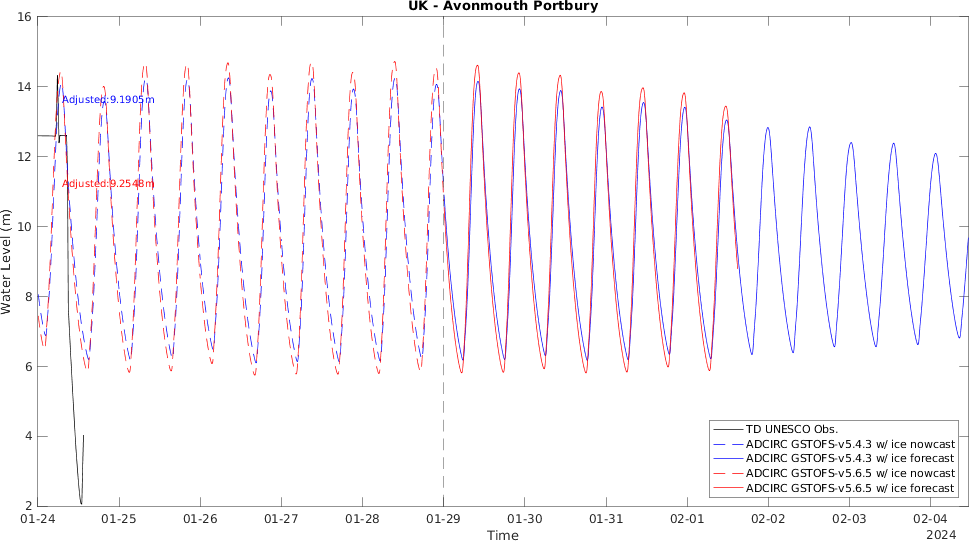 UK - Avonmouth Portbury
16
14
12
10
8
6
4
2
Water Level (m)
Adjusted:9.1905m
Adjusted:9.2548m
TD UNESCO Obs.
ADCIRC GSTOFS-v5.4.3 w/ ice nowcast
ADCIRC GSTOFS-v5.4.3 w/ ice forecast
ADCIRC GSTOFS-v5.6.5 w/ ice nowcast
ADCIRC GSTOFS-v5.6.5 w/ ice forecast
01-24 01-25 01-26 01-27 01-28 01-29 01-30 01-31 02-01 02-02 02-03 02-04
Time 2024